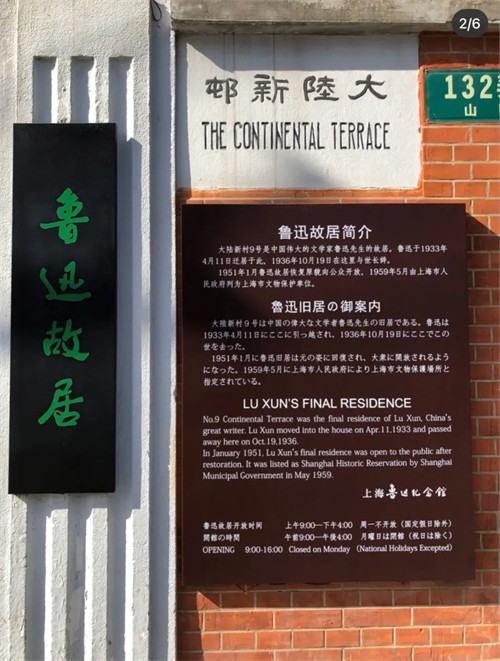 2/6
大陸新邨
THE CONTINENTAL TERRACE
132
山
魯迅故居
鲁迅故居简介
大陆新村9号是中国伟大的文学家鲁迅先生的故居。鲁迅于1933年
4月11日迁居于此，1936年10月19日在这里与世长辞。
1951年1月鲁迅故居恢复原貌向公众开放。1959年5月由上海市人
民政府列为上海市文物保护单位。
魯迅旧居の御案内
大陸新村９号は中国の偉大な文学者魯迅先生の旧居である。魯迅は
1933年4月11日にここに引っ越され、1936年10月19日にここでこの
世を去った。
1951年1月に魯迅旧居は元の姿に回復され、大衆に開放されるよう
になった。1959年5月に上海市人民政府により上海市文物保護場所と
指定されている。
LU XUN'S FINAL RESIDENCE
No.9 Continental Terrace was the final residence of Lu Xun, China's
great writer. Lu Xun moved into the house on Apr.11.1933 and passed
away here on Oct.19,1936.
In January 1951, Lu Xun's final residence was open to the public after
restoration. It was listed as Shanghai Historic Reservation by Shanghai
Municipal Government in May 1959.
上海鲁迅纪念馆
鲁迅故居开放时间 上午9:00—下午4:00 周一不开放（国定假日除外）
開館の時間 午前9:00—午後4:00 月曜日は閉館（祝日は除く）
OPENING 9:00-16:00 Closed on Monday （National Holidays Excepted）